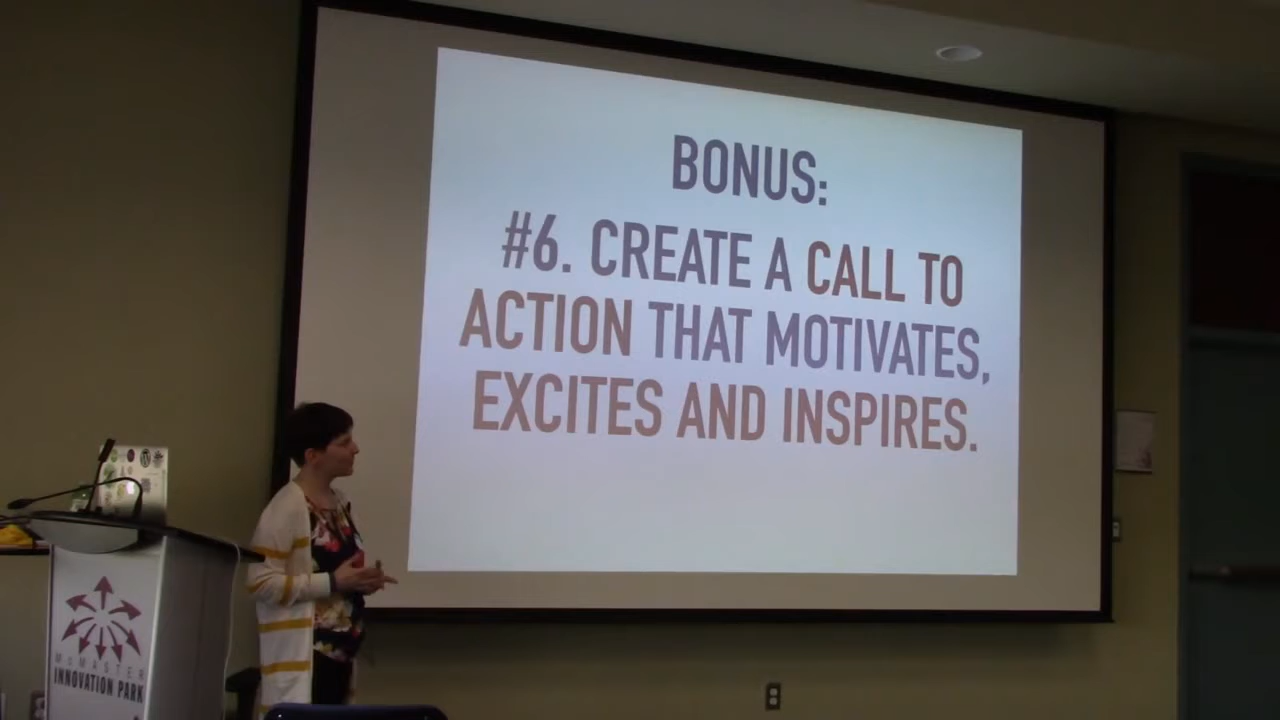 BONUS:
#6. CREATE A CALL TO
ACTION THAT MOTIVATES,
EXCITES AND INSPIRES.
McMASTER
INNOVATION PARK